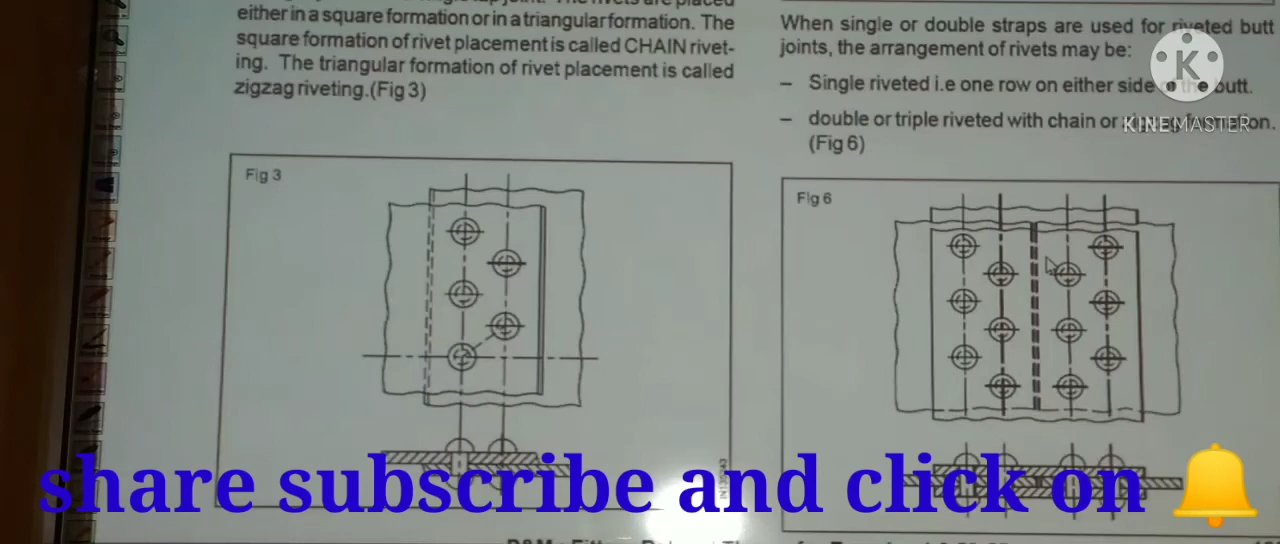 either in a square formation or in a triangular formation. The
square formation of rivet placement is called CHAIN rivet-
ing. The triangular formation of rivet placement is called
zigzag riveting.(Fig 3)
Fig 3
When single or double straps are used for riveted butt
joints, the arrangement of rivets may be:
– Single riveted i.e one row on either side of the butt.
– double or triple riveted with chain or
(Fig 6)
Fig 6
K
KINEMASTER
share subscribe and click on